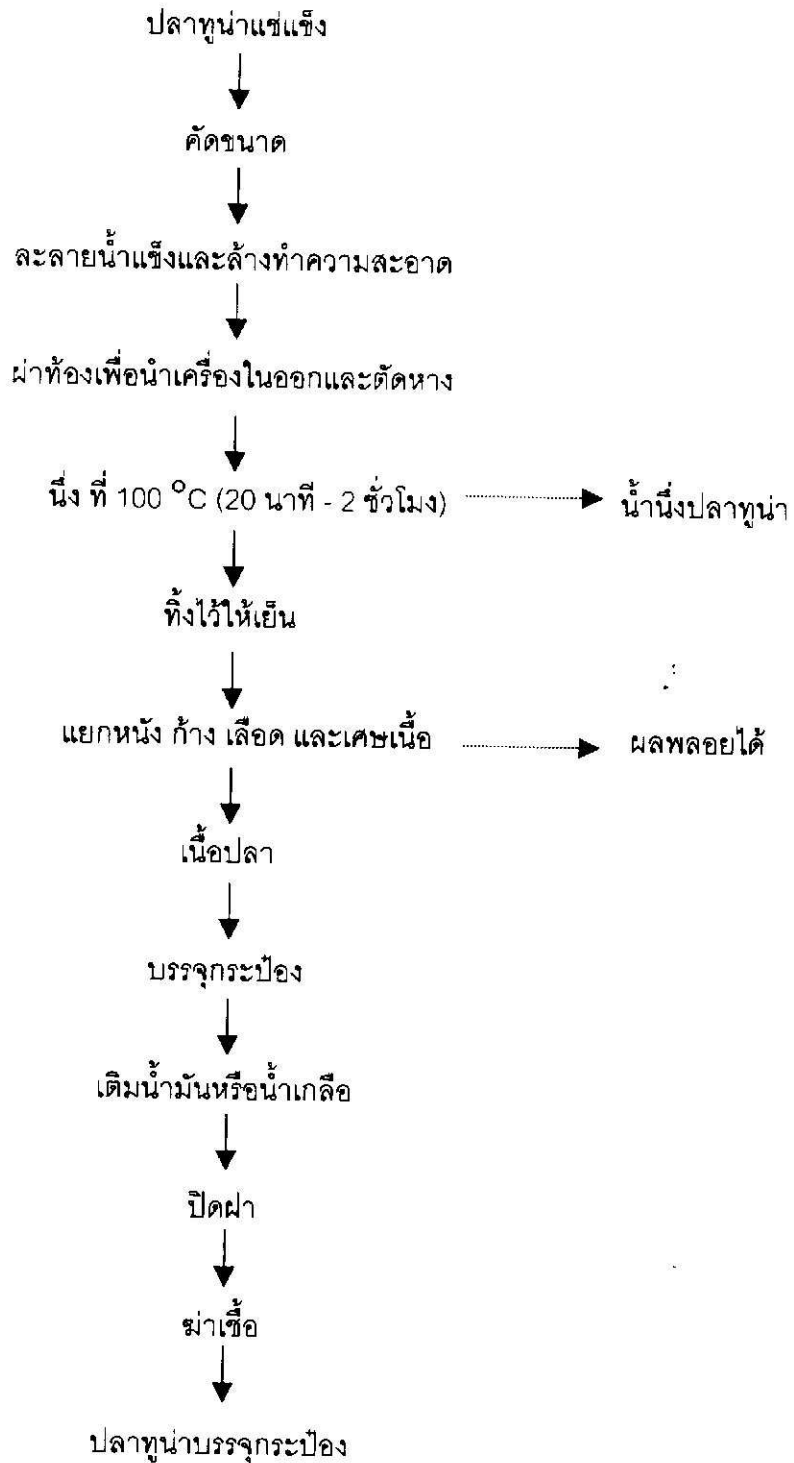 ปลาทูน่าแช่แข็ง
คัดขนาด
ละลายน้ำแข็งและล้างทำความสะอาด
ผ่าท้องเพื่อนำเครื่องในออกและตัดหาง
นึ่ง ที่ 100 °C (20 นาที - 2 ชั่วโมง) น้ำนึ่งปลาทูน่า
ทิ้งไว้ให้เย็น
แยกหนัง ก้าง เลือด และเศษเนื้อ ผลพลอยได้
เนื้อปลา
บรรจุกระป๋อง
เติมน้ำมันหรือน้ำเกลือ
ปิดฝา
ฆ่าเชื้อ
ปลาทูน่าบรรจุกระป๋อง